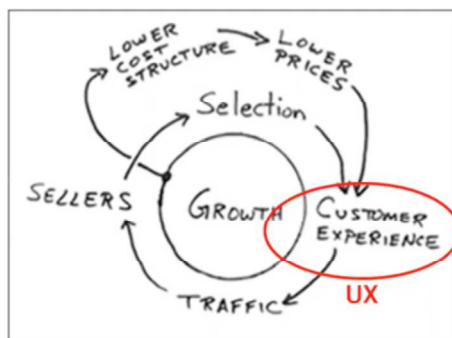 LOWER
COST
STRUCTURE
LOWER
PRICES
Selection
SELLERS
GROWTH
CUSTOMER
EXPERIENCE
TRAFFIC
UX